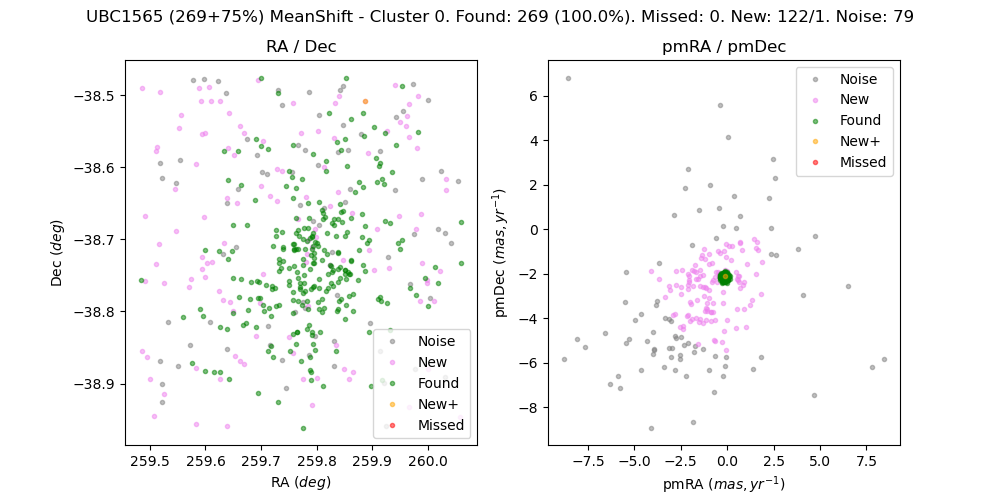 UBC1565 (269+75%) MeanShift - Cluster 0. Found: 269 (100.0%). Missed: 0. New: 122/1. Noise: 79
RA / Dec
−38.5
−38.6
−38.7
−38.8
−38.9
Dec (deg)
Noise
New
Found
New+
Missed
259.5 259.6 259.7 259.8 259.9 260.0
RA (deg)
pmRA / pmDec
6
4
2
0
−2
−4
−6
−8
pmDec (mas, yr⁻¹)
Noise
New
Found
New+
Missed
−7.5 −5.0 −2.5 0.0 2.5 5.0 7.5
pmRA (mas, yr⁻¹)